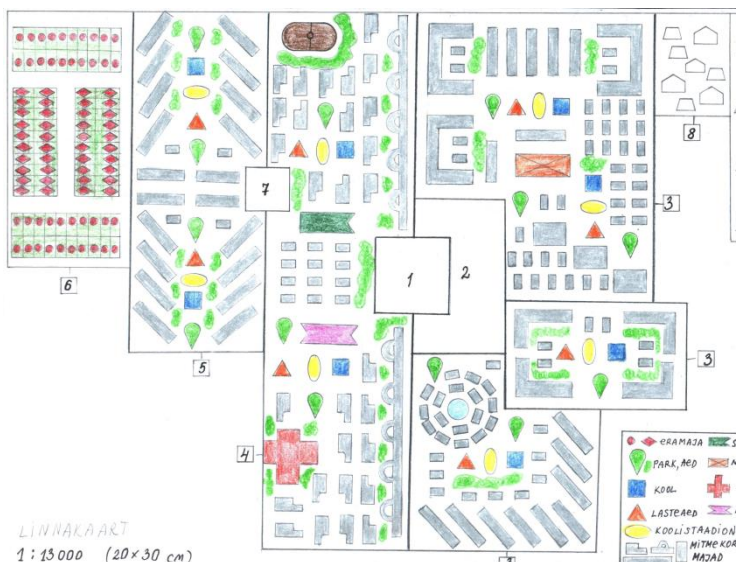 8
7
3
1
2
6
3
5
4
ERAMAJA
PARK, AED
KOOL
LASTEAED
KOOLISTAADION
MAJAD
LINNAKAART
1:13000 (20×30 cm)